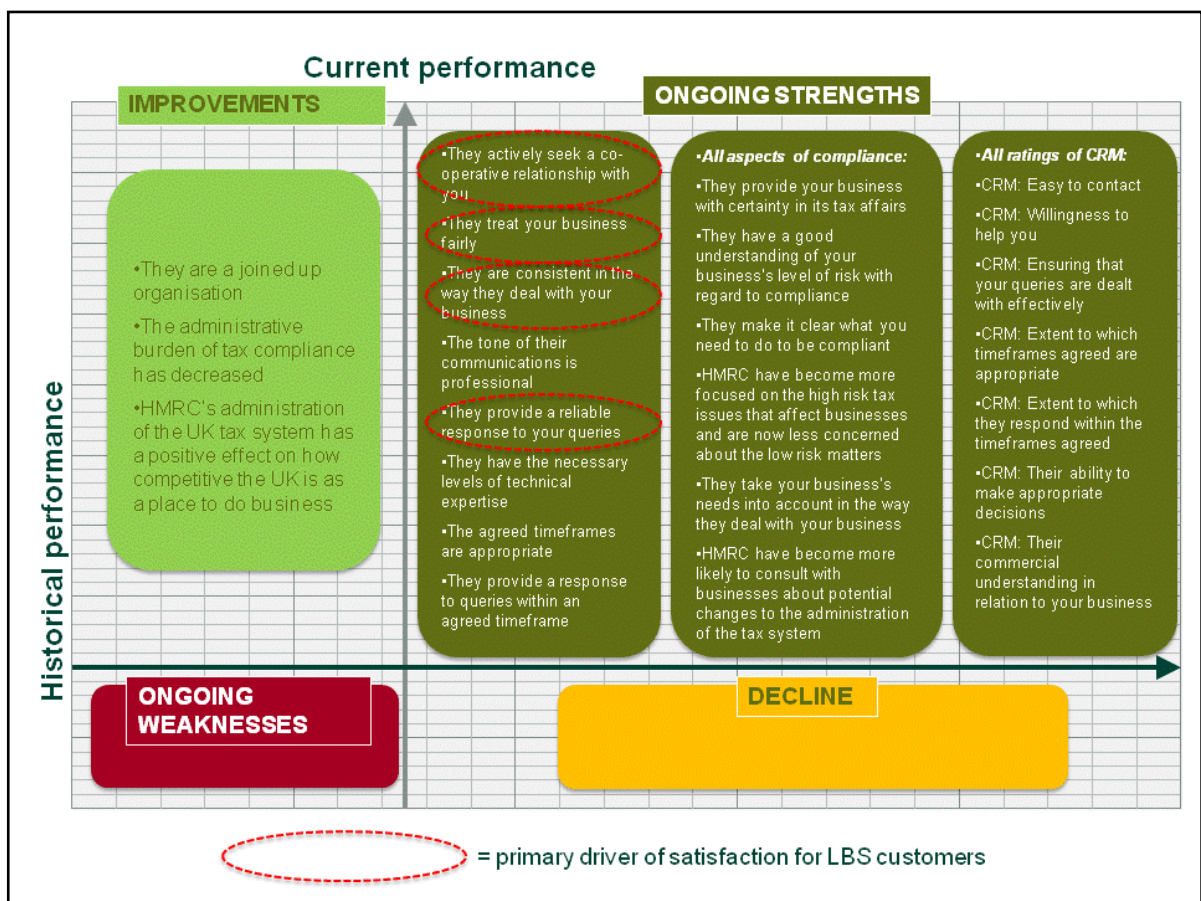 Current performance
IMPROVEMENTS
ONGOING STRENGTHS
•They are a joined up
organisation
•The administrative
burden of tax compliance
has decreased
•HMRC's administration
of the UK tax system has
a positive effect on how
competitive the UK is as
a place to do business
•They actively seek a co-
operative relationship with
you
•They treat your business
fairly
•They are consistent in the
way they deal with your
business
•The tone of their
communications is
professional
•They provide a reliable
response to your queries
•They have the necessary
levels of technical
expertise
•The agreed timeframes
are appropriate
•They provide a response
to queries within an
agreed timeframe
•All aspects of compliance:
•They provide your business
with certainty in its tax affairs
•They have a good
understanding of your
business's level of risk with
regard to compliance
•They make it clear what you
need to do to be compliant
•HMRC have become more
focused on the high risk tax
issues that affect businesses
and are now less concerned
about the low risk matters
•They take your business's
needs into account in the way
they deal with your business
•HMRC have become more
likely to consult with
businesses about potential
changes to the administration
of the tax system
•All ratings of CRM:
•CRM: Easy to contact
•CRM: Willingness to
help you
•CRM: Ensuring that
your queries are dealt
with effectively
•CRM: Extent to which
timeframes agreed are
appropriate
•CRM: Extent to which
they respond within the
timeframes agreed
•CRM: Their ability to
make appropriate
decisions
•CRM: Their
commercial
understanding in
relation to your business
Historical performance
ONGOING
WEAKNESSES
DECLINE
= primary driver of satisfaction for LBS customers